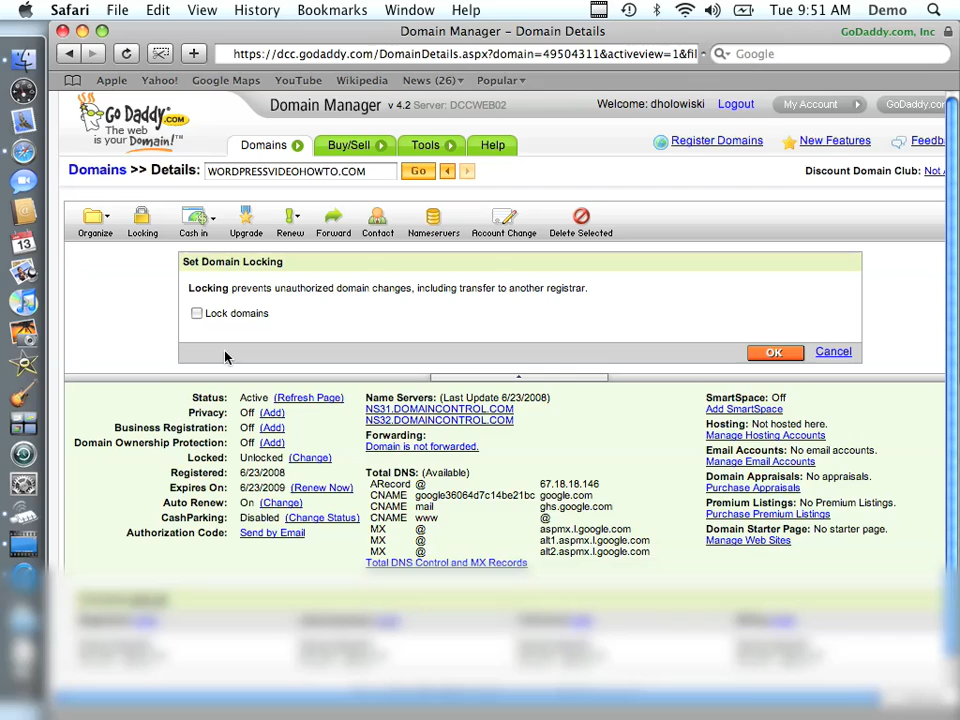 Safari File Edit View History Bookmarks Window Help Tue 9:51 AM Demo
Domain Manager - Domain Details GoDaddy.com, Inc
https://dcc.godaddy.com/DomainDetails.aspx?domain=49504311&activeview=1&fil Google
Apple Yahoo! Google Maps YouTube Wikipedia News (26) Popular
Go Daddy .COM
The web
is your Domain!™
Domain Manager v 4.2 Server: DCCWEB02
Welcome: dholowski Logout My Account GoDaddy.com
Domains Buy/Sell Tools Help
Register Domains New Features Feedb
Domains >> Details: WORDPRESSVIDEOHOWTO.COM Go
Discount Domain Club: Not
Organize Locking Cash in Upgrade Renew Forward Contact Nameservers Account Change Delete Selected
Set Domain Locking
Locking prevents unauthorized domain changes, including transfer to another registrar.
Lock domains
OK Cancel
Status: Active (Refresh Page)
Privacy: Off (Add)
Business Registration: Off (Add)
Domain Ownership Protection: Off (Add)
Locked: Unlocked (Change)
Registered: 6/23/2008
Expires On: 6/23/2009 (Renew Now)
Auto Renew: On (Change)
CashParking: Disabled (Change Status)
Authorization Code: Send by Email
Name Servers: (Last Update 6/23/2008)
NS31.DOMAINCONTROL.COM
NS32.DOMAINCONTROL.COM
Forwarding:
Domain is not forwarded.
Total DNS: (Available)
ARecord @ 67.18.18.146
CNAME google36064d7c14be21bc google.com
CNAME mail ghs.google.com
CNAME www @
MX @ aspmx.l.google.com
MX @ alt1.aspmx.l.google.com
MX @ alt2.aspmx.l.google.com
Total DNS Control and MX Records
SmartSpace: Off
Add SmartSpace
Hosting: Not hosted here.
Manage Hosting Accounts
Email Accounts: No email accounts.
Manage Email Accounts
Domain Appraisals: No appraisals.
Purchase Appraisals
Premium Listings: No Premium Listings.
Purchase Premium Listings
Domain Starter Page: No starter page.
Manage Web Sites
13